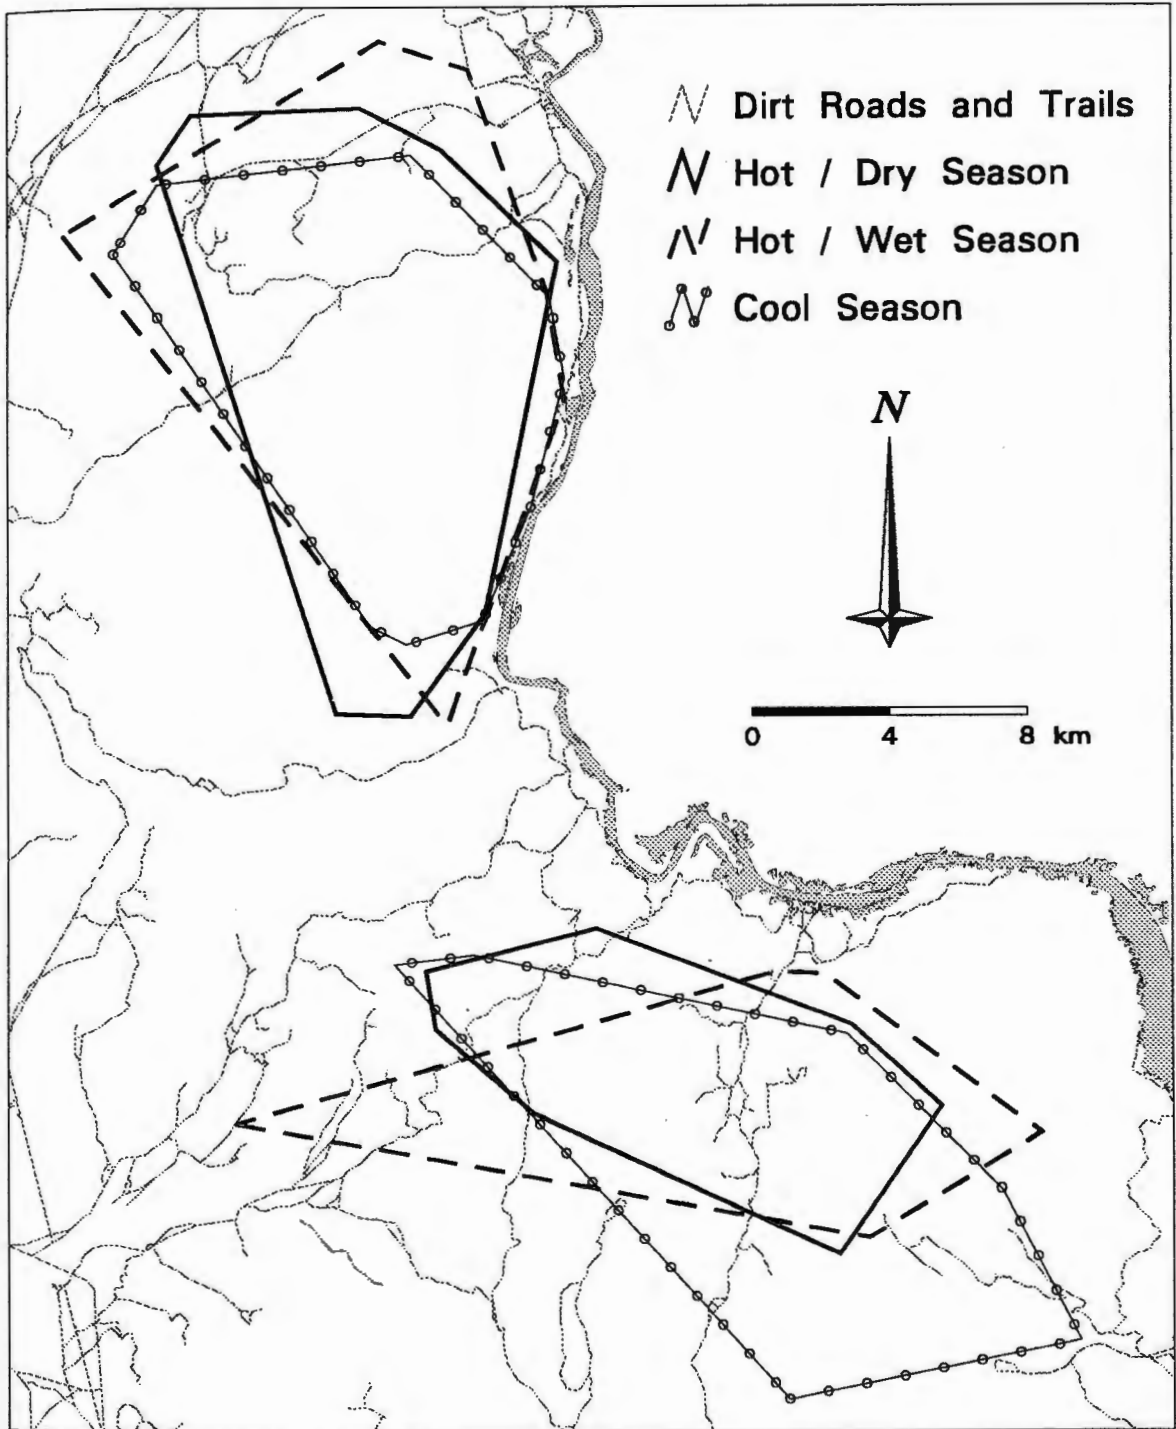 Dirt Roads and Trails
Hot / Dry Season
Hot / Wet Season
Cool Season
N
0 4 8 km